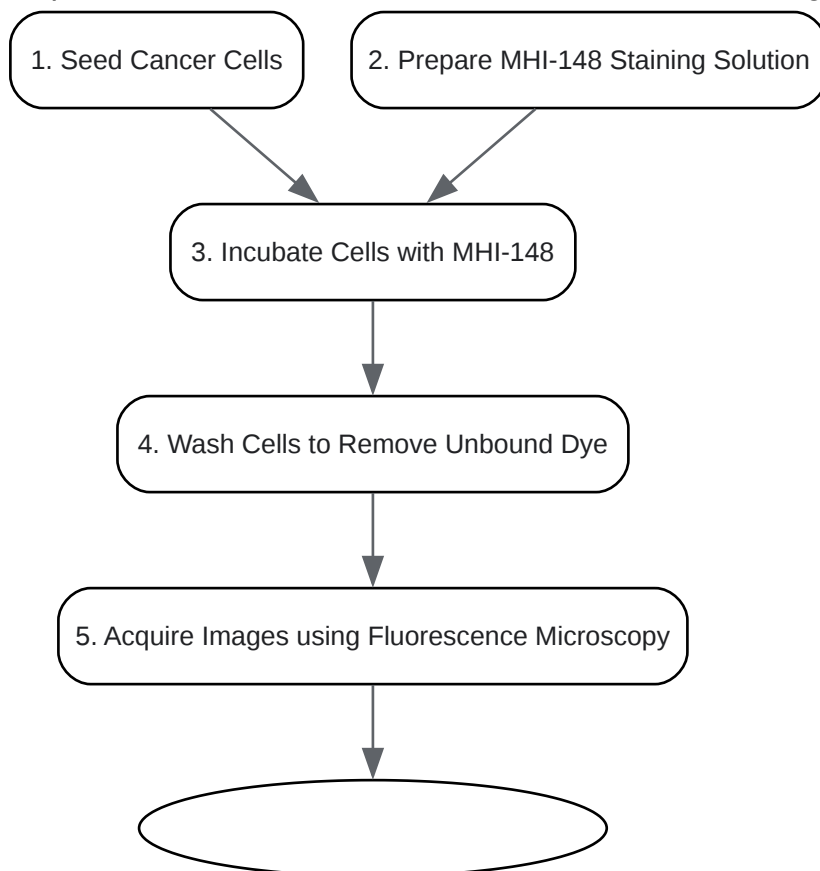 1. Seed Cancer Cells
2. Prepare MHI-148 Staining Solution
3. Incubate Cells with MHI-148
4. Wash Cells to Remove Unbound Dye
5. Acquire Images using Fluorescence Microscopy